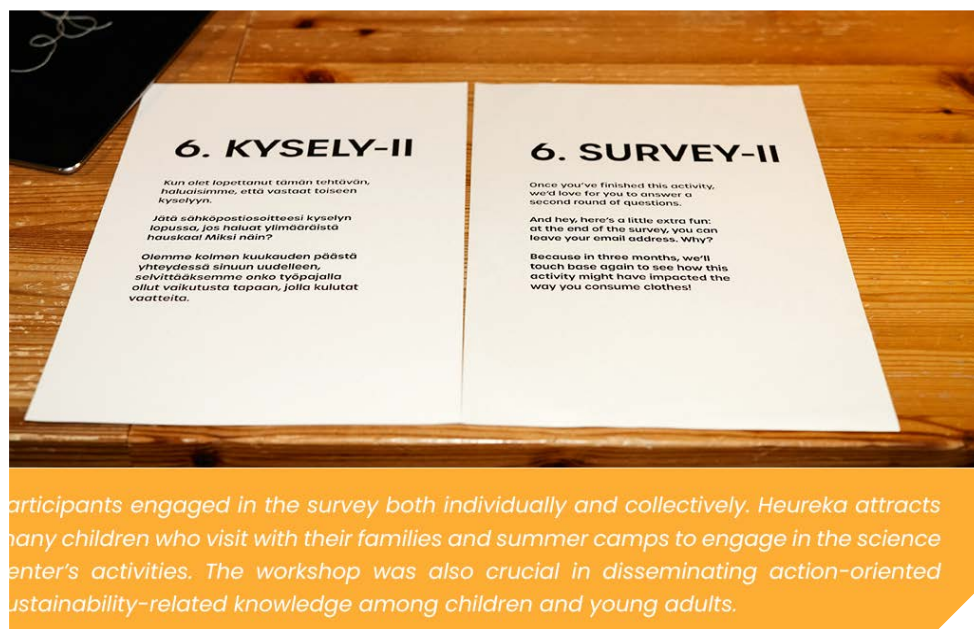 6. KYSELY-II
Kun olet lopettanut tämän tehtävän,
haluaisimme, että vastaat toiseen
kyselyyn.
Jätä sähköpostiosoitteesi kyselyn
lopussa, jos haluat ylimääräistä
hauskaa! Miksi näin?
Olemme kolmen kuukauden päästä
yhteydessä sinuun uudelleen,
selvittääksemme onko työpajalla
ollut vaikutusta tapaan, jolla kulutat
vaatteita.
6. SURVEY-II
Once you've finished this activity,
we'd love for you to answer a
second round of questions.
And hey, here's a little extra fun:
at the end of the survey, you can
leave your email address. Why?
Because in three months, we'll
touch base again to see how this
activity might have impacted the
way you consume clothes!
articipants engaged in the survey both individually and collectively. Heureka attracts
any children who visit with their families and summer camps to engage in the science
enter's activities. The workshop was also crucial in disseminating action-oriented
ustainability-related knowledge among children and young adults.